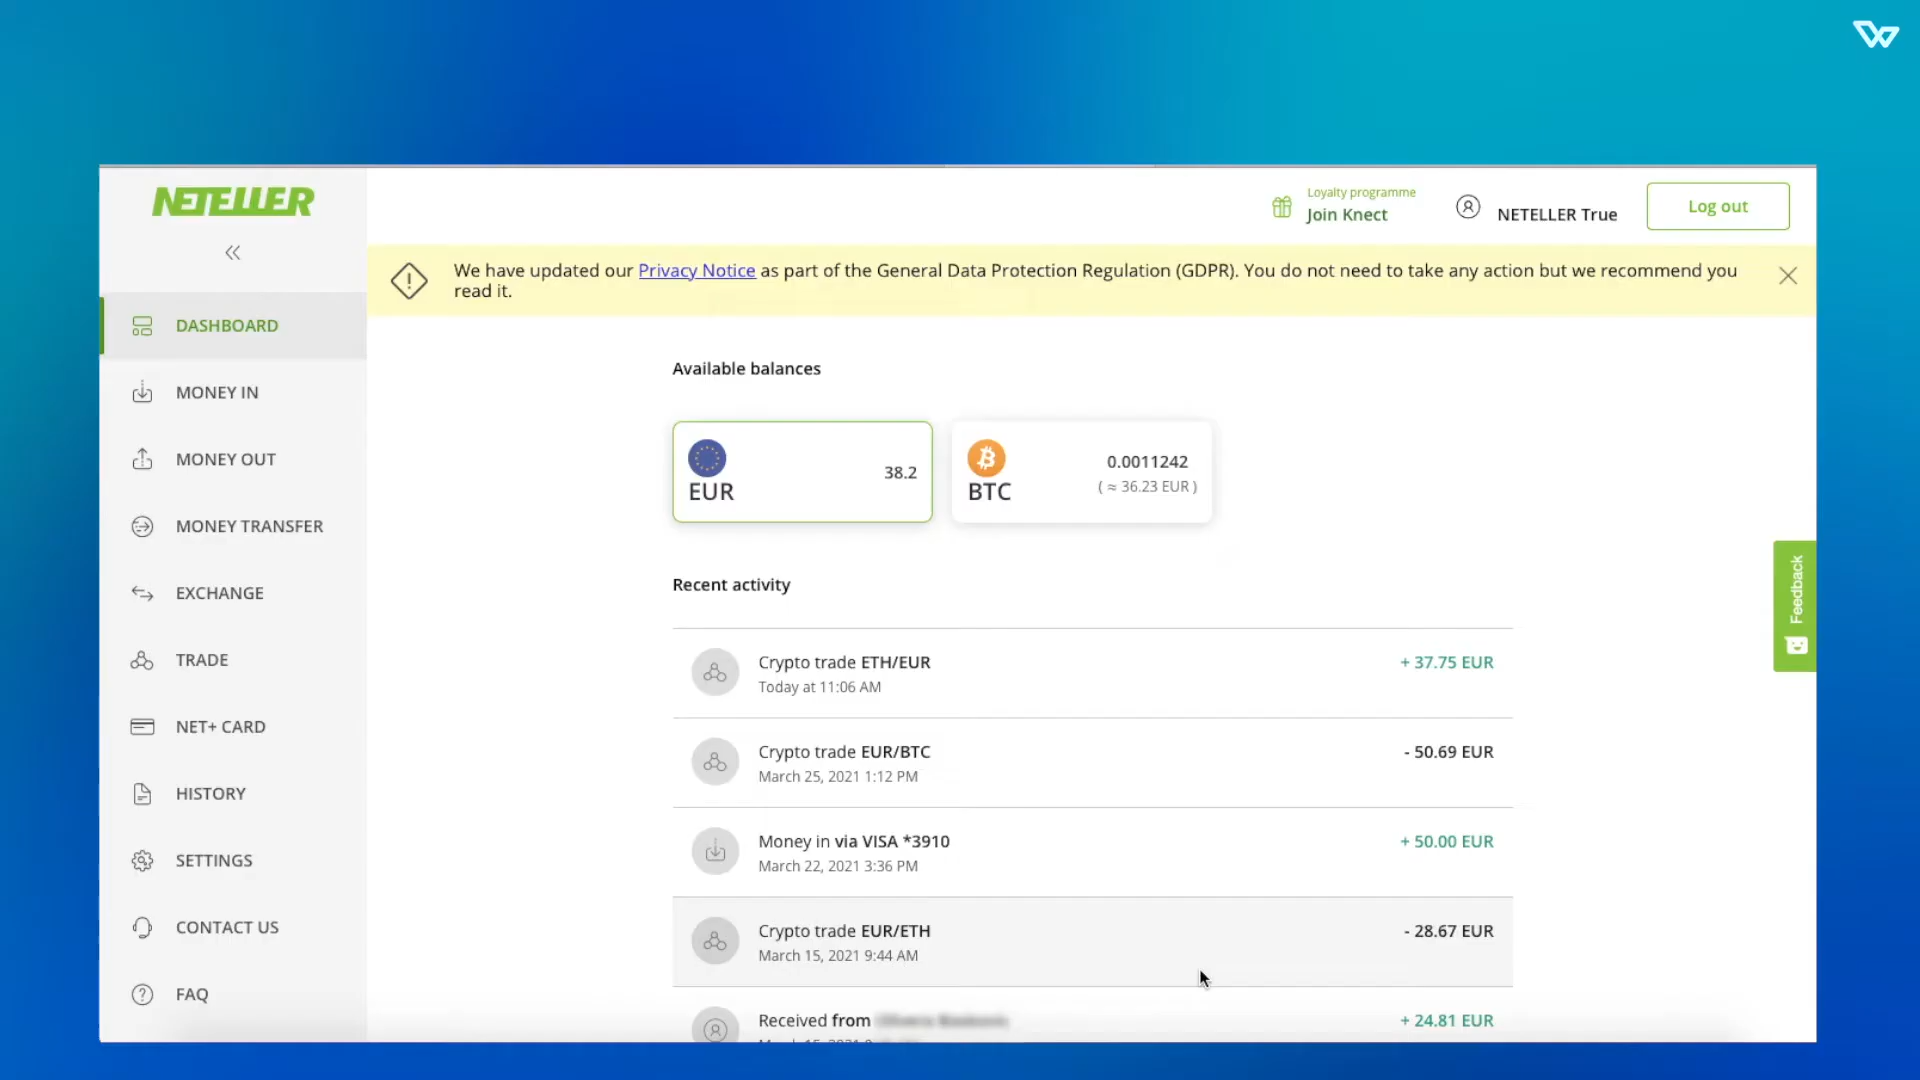 NETELLER
Loyalty programme
Join Knect
NETELLER True
Log out
We have updated our Privacy Notice as part of the General Data Protection Regulation (GDPR). You do not need to take any action but we recommend you
read it.
DASHBOARD
MONEY IN
MONEY OUT
MONEY TRANSFER
EXCHANGE
TRADE
NET+ CARD
HISTORY
SETTINGS
CONTACT US
FAQ
Available balances
EUR
38.2
BTC
0.0011242
( ≈ 36.23 EUR )
Recent activity
Crypto trade ETH/EUR
+ 37.75 EUR
Today at 11:06 AM
Crypto trade EUR/BTC
- 50.69 EUR
March 25, 2021 1:12 PM
Money in via VISA *3910
+ 50.00 EUR
March 22, 2021 3:36 PM
Crypto trade EUR/ETH
- 28.67 EUR
March 15, 2021 9:44 AM
Received from
+ 24.81 EUR
Feedback